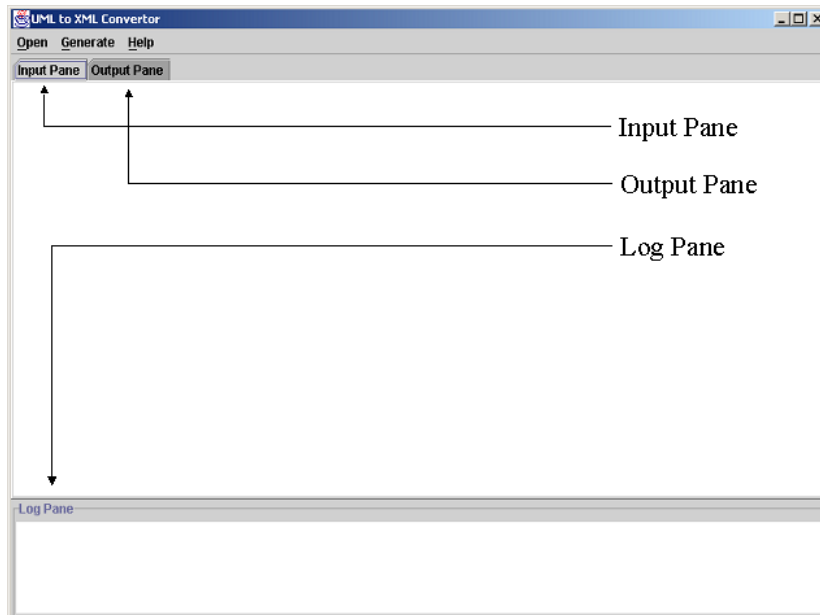 UML to XML Convertor
Open Generate Help
Input Pane Output Pane
Input Pane
Output Pane
Log Pane
Log Pane